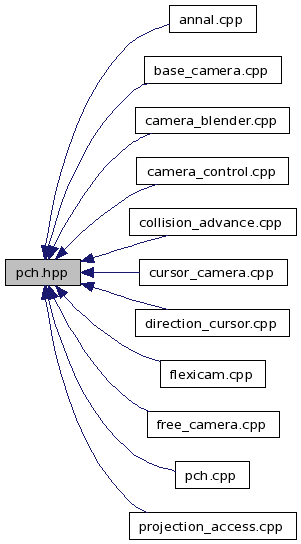 annal.cpp
base_camera.cpp
camera_blender.cpp
camera_control.cpp
collision_advance.cpp
pch.hpp
cursor_camera.cpp
direction_cursor.cpp
flexicam.cpp
free_camera.cpp
pch.cpp
projection_access.cpp